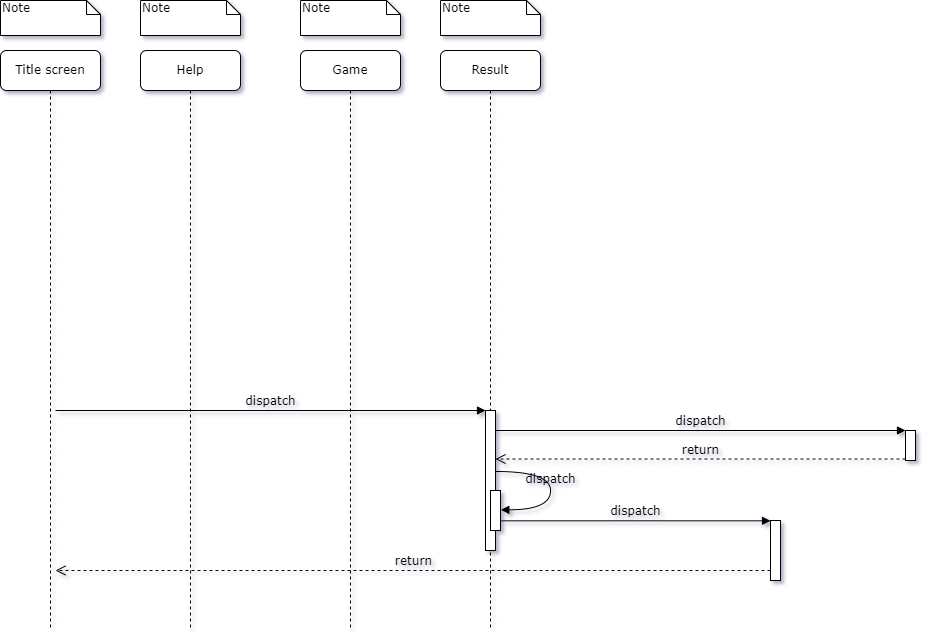 Note
Note
Note
Note
Title screen
Help
Game
Result
dispatch
dispatch
return
dispatch
dispatch
return